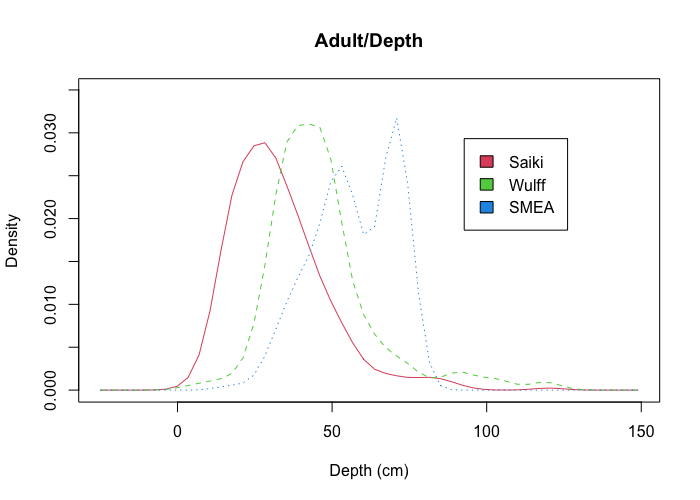 Adult/Depth
0.030
0.020
0.010
0.000
Density
Saiki
Wulff
SMEA
0 50 100 150
Depth (cm)